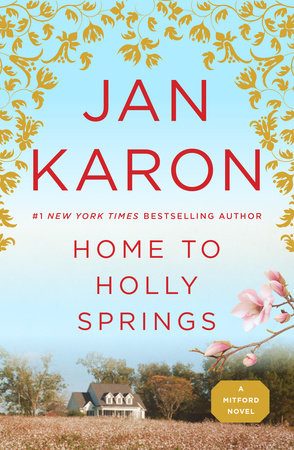 JAN
KARON
#1 NEW YORK TIMES BESTSELLING AUTHOR
HOME TO
HOLLY
SPRINGS
A
MITFORD
NOVEL